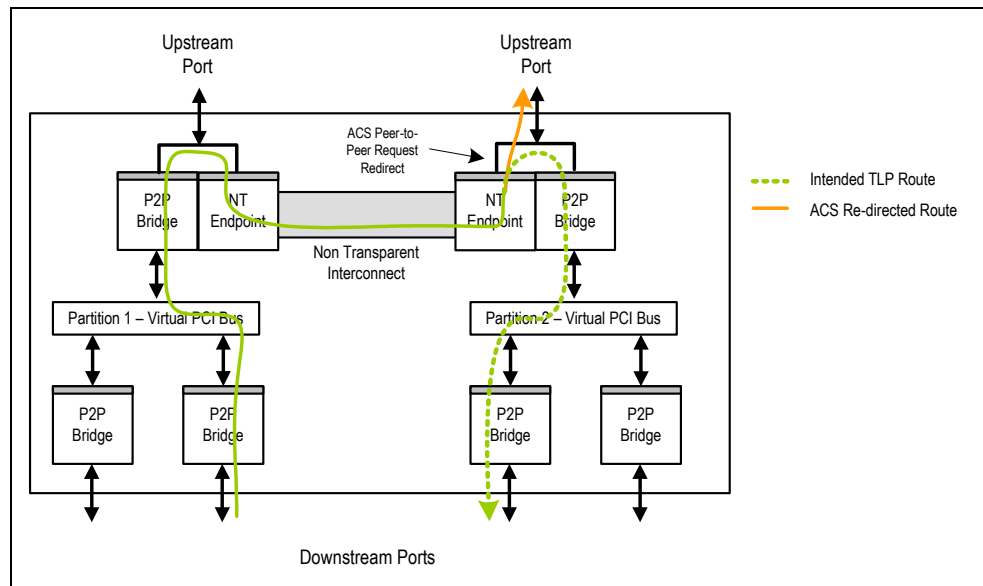 Upstream
Port
Upstream
Port
ACS Peer-to-
Peer Request
Redirect
P2P
Bridge
NT
Endpoint
NT
Endpoint
P2P
Bridge
Non Transparent
Interconnect
Intended TLP Route
ACS Re-directed Route
Partition 1 – Virtual PCI Bus
Partition 2 – Virtual PCI Bus
P2P
Bridge
P2P
Bridge
P2P
Bridge
P2P
Bridge
Downstream Ports